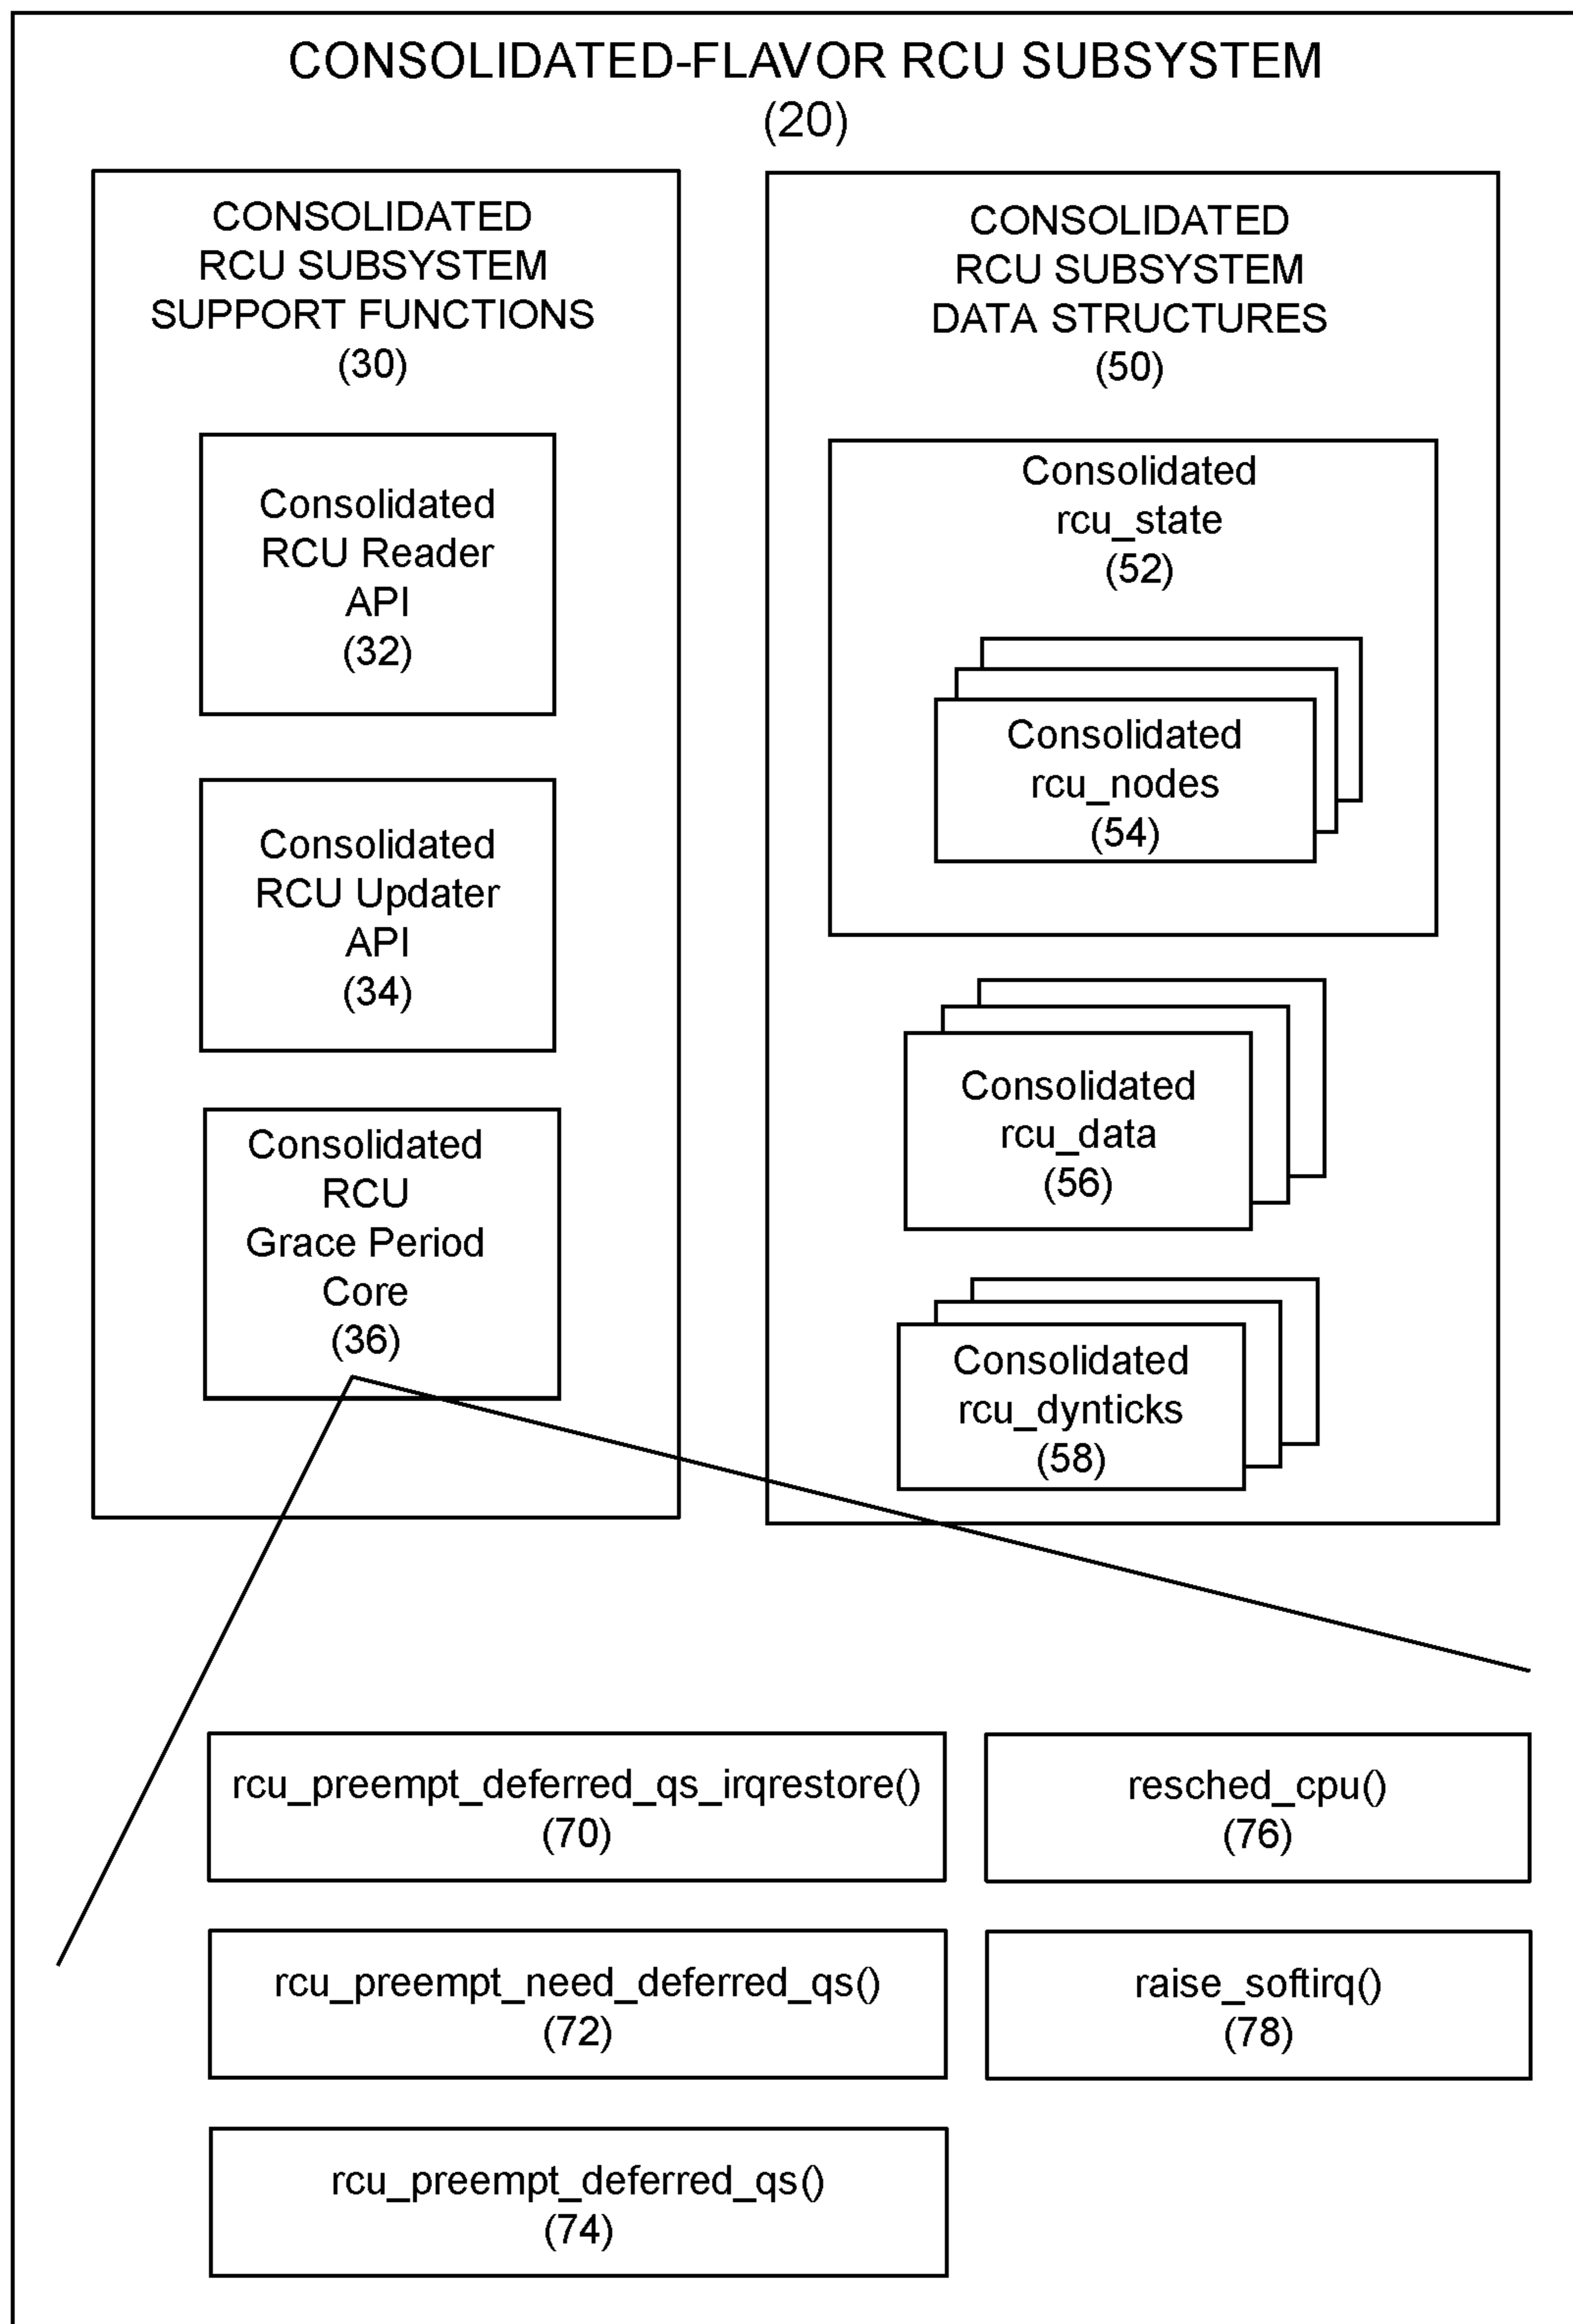 CONSOLIDATED-FLAVOR RCU SUBSYSTEM
(20)
CONSOLIDATED
RCU SUBSYSTEM
SUPPORT FUNCTIONS
(30)
Consolidated
RCU Reader
API
(32)
Consolidated
RCU Updater
API
(34)
Consolidated
RCU
Grace Period
Core
(36)
CONSOLIDATED
RCU SUBSYSTEM
DATA STRUCTURES
(50)
Consolidated
rcu_state
(52)
Consolidated
rcu_nodes
(54)
Consolidated
rcu_data
(56)
Consolidated
rcu_dynticks
(58)
rcu_preempt_deferred_qs_irqrestore()
(70)
resched_cpu()
(76)
rcu_preempt_need_deferred_qs()
(72)
raise_softirq()
(78)
rcu_preempt_deferred_qs()
(74)